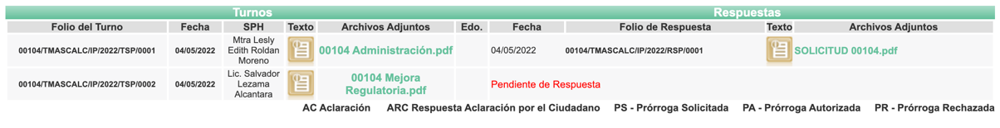 Turnos Respuestas
Folio del Turno Fecha SPH Texto Archivos Adjuntos Edo. Fecha Folio de Respuesta Texto Archivos Adjuntos
Mtra Lesly
00104/TMASCALC/IP/2022/TSP/0001 04/05/2022 Edith Roldan 00104 Administración.pdf 04/05/2022 00104/TMASCALC/IP/2022/RSP/0001 SOLICITUD 00104.pdf
Moreno
Lic. Salvador
00104/TMASCALC/IP/2022/TSP/0002 04/05/2022 Lezama 00104 Mejora Pendiente de Respuesta
Alcantara Regulatoria.pdf
AC Aclaración ARC Respuesta Aclaración por el Ciudadano PS - Prórroga Solicitada PA - Prórroga Autorizada PR - Prórroga Rechazada